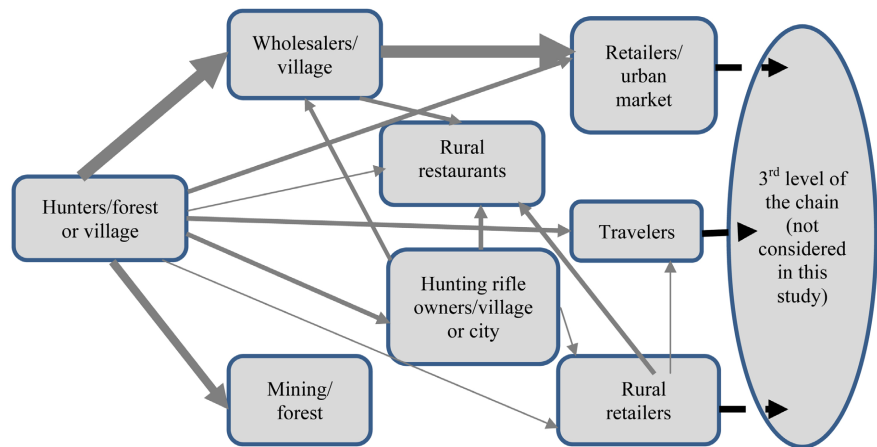 Wholesalers/
village
Retailers/
urban
market
Rural
restaurants
3rd level of
the chain
(not
considered
in this
study)
Hunters/forest
or village
Travelers
Hunting rifle
owners/village
or city
Mining/
forest
Rural
retailers